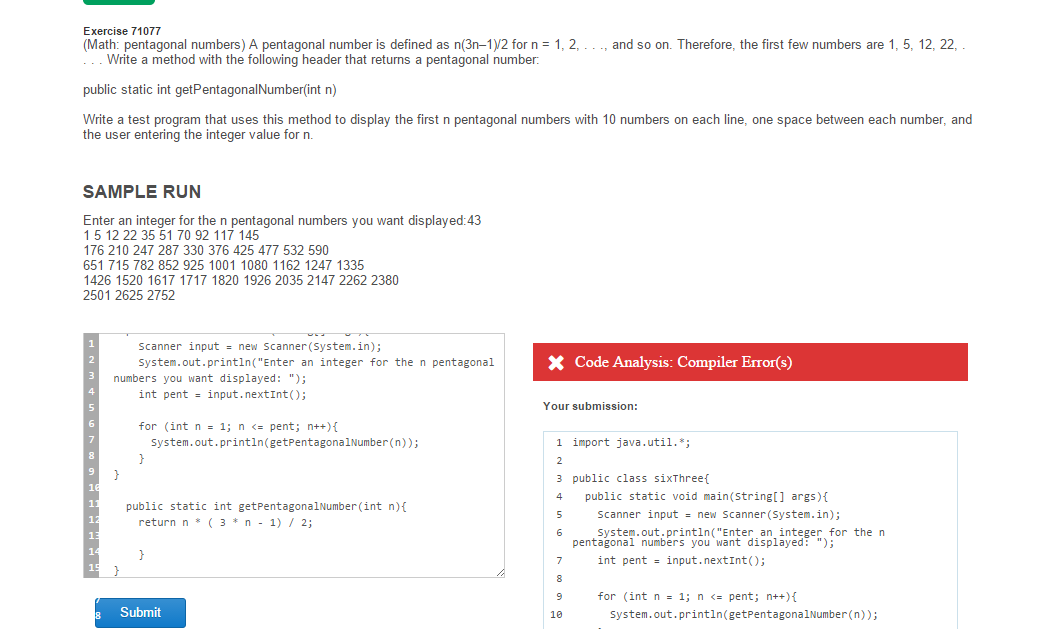 Exercise 71077
(Math: pentagonal numbers) A pentagonal number is defined as n(3n–1)/2 for n = 1, 2, . . ., and so on. Therefore, the first few numbers are 1, 5, 12, 22, .
. . . Write a method with the following header that returns a pentagonal number:
public static int getPentagonalNumber(int n)
Write a test program that uses this method to display the first n pentagonal numbers with 10 numbers on each line, one space between each number, and
the user entering the integer value for n.
SAMPLE RUN
Enter an integer for the n pentagonal numbers you want displayed:43
1 5 12 22 35 51 70 92 117 145
176 210 247 287 330 376 425 477 532 590
651 715 782 852 925 1001 1080 1162 1247 1335
1426 1520 1617 1717 1820 1926 2035 2147 2262 2380
2501 2625 2752
1 Scanner input = new Scanner(System.in);
2 System.out.println("Enter an integer for the n pentagonal
3 numbers you want displayed: ");
4 int pent = input.nextInt();
5
6 for (int n = 1; n <= pent; n++){
7 System.out.println(getPentagonalNumber(n));
8 }
9 }
10
11 public static int getPentagonalNumber(int n){
12 return n * ( 3 * n - 1) / 2;
13
14 }
15 }
8 Submit
Code Analysis: Compiler Error(s)
Your submission:
1 import java.util.*;
2
3 public class sixThree{
4 public static void main(String[] args){
5 Scanner input = new Scanner(System.in);
6 System.out.println("Enter an integer for the n
pentagonal numbers you want displayed: ");
7 int pent = input.nextInt();
8
9 for (int n = 1; n <= pent; n++){
10 System.out.println(getPentagonalNumber(n));